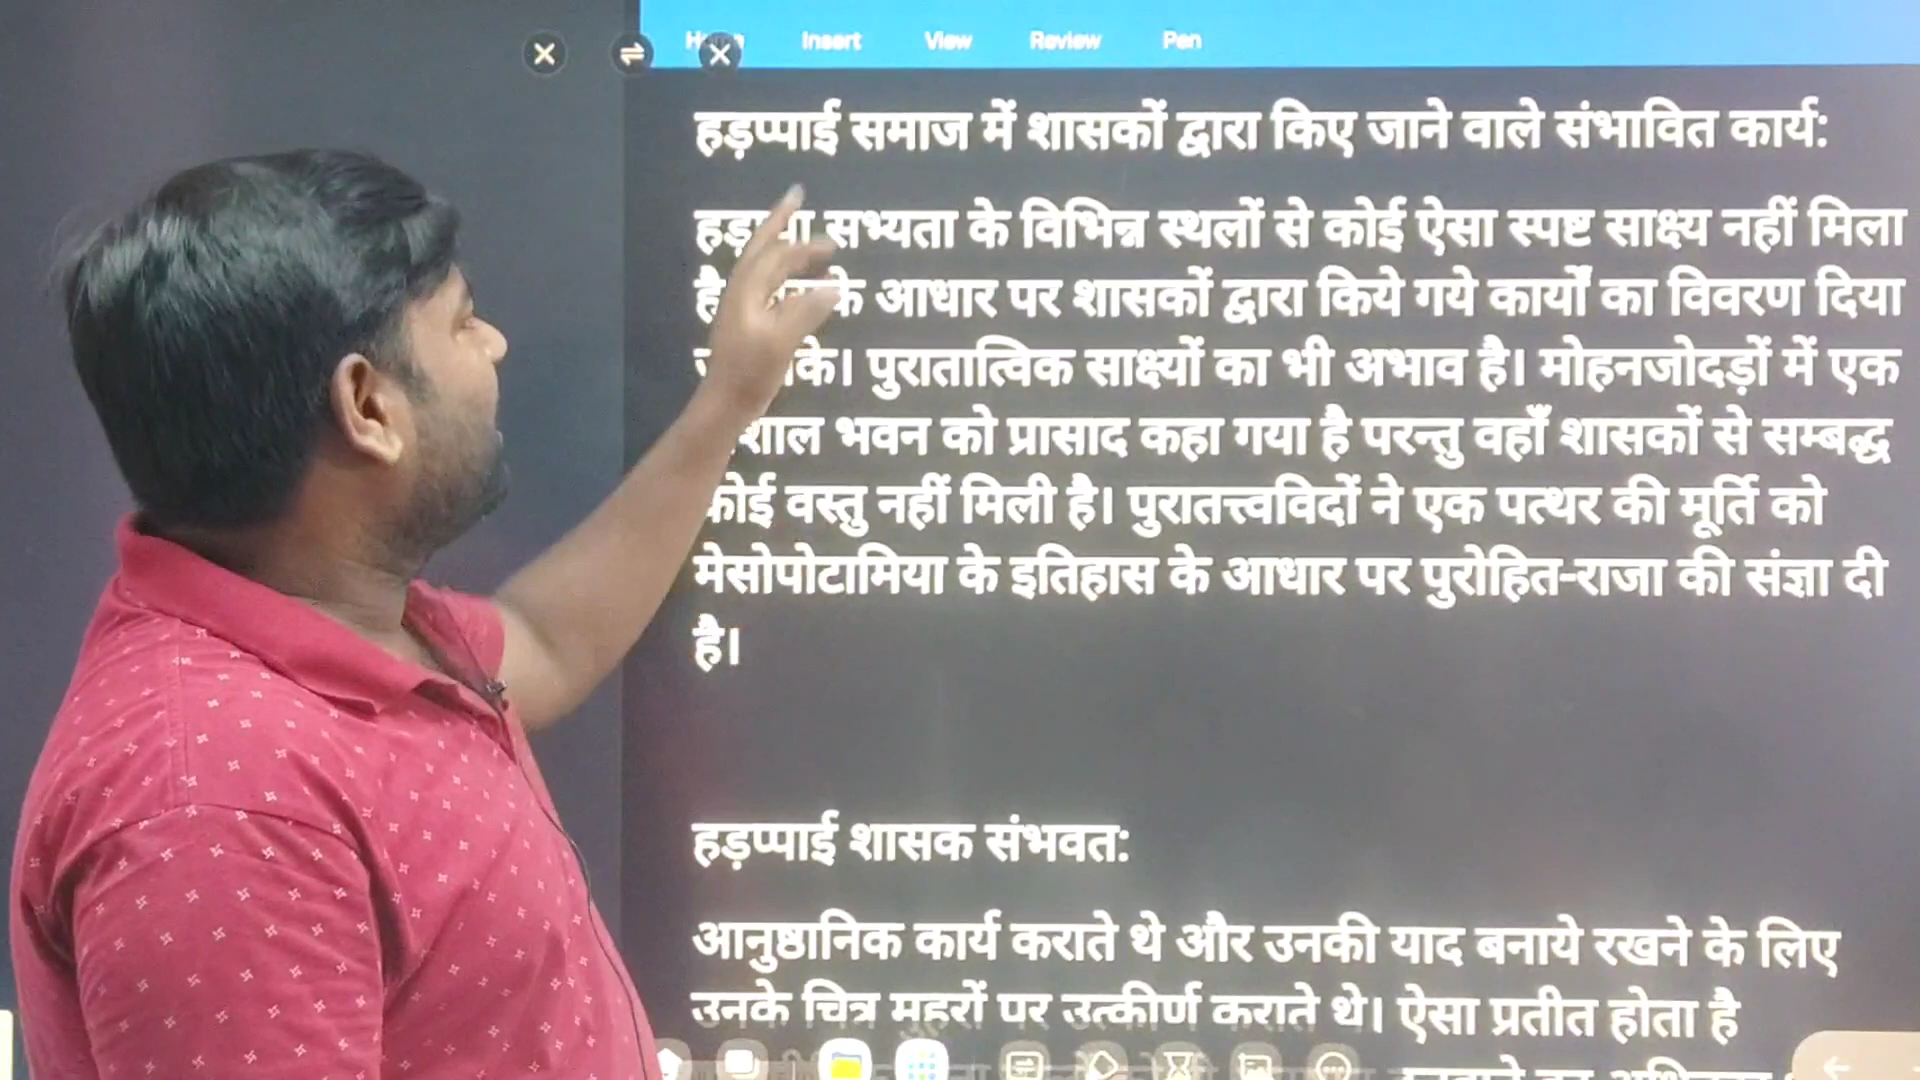 Insert View Review Pen
हड़प्पाई समाज में शासकों द्वारा किए जाने वाले संभावित कार्य:
सभ्यता के विभिन्न स्थलों से कोई ऐसा स्पष्ट साक्ष्य नहीं मिला
आधार पर शासकों द्वारा किये गये कार्यों का विवरण दिया
पुरातात्विक साक्ष्यों का भी अभाव है। मोहनजोदड़ों में एक
भवन को प्रासाद कहा गया है परन्तु वहाँ शासकों से सम्बद्ध
कोई वस्तु नहीं मिली है। पुरातत्त्वविदों ने एक पत्थर की मूर्ति को
मेसोपोटामिया के इतिहास के आधार पर पुरोहित-राजा की संज्ञा दी
है।
हड़प्पाई शासक संभवत:
आनुष्ठानिक कार्य कराते थे और उनकी याद बनाये रखने के लिए
उनके चित्र मुहरों पर उत्कीर्ण कराते थे। ऐसा प्रतीत होता है